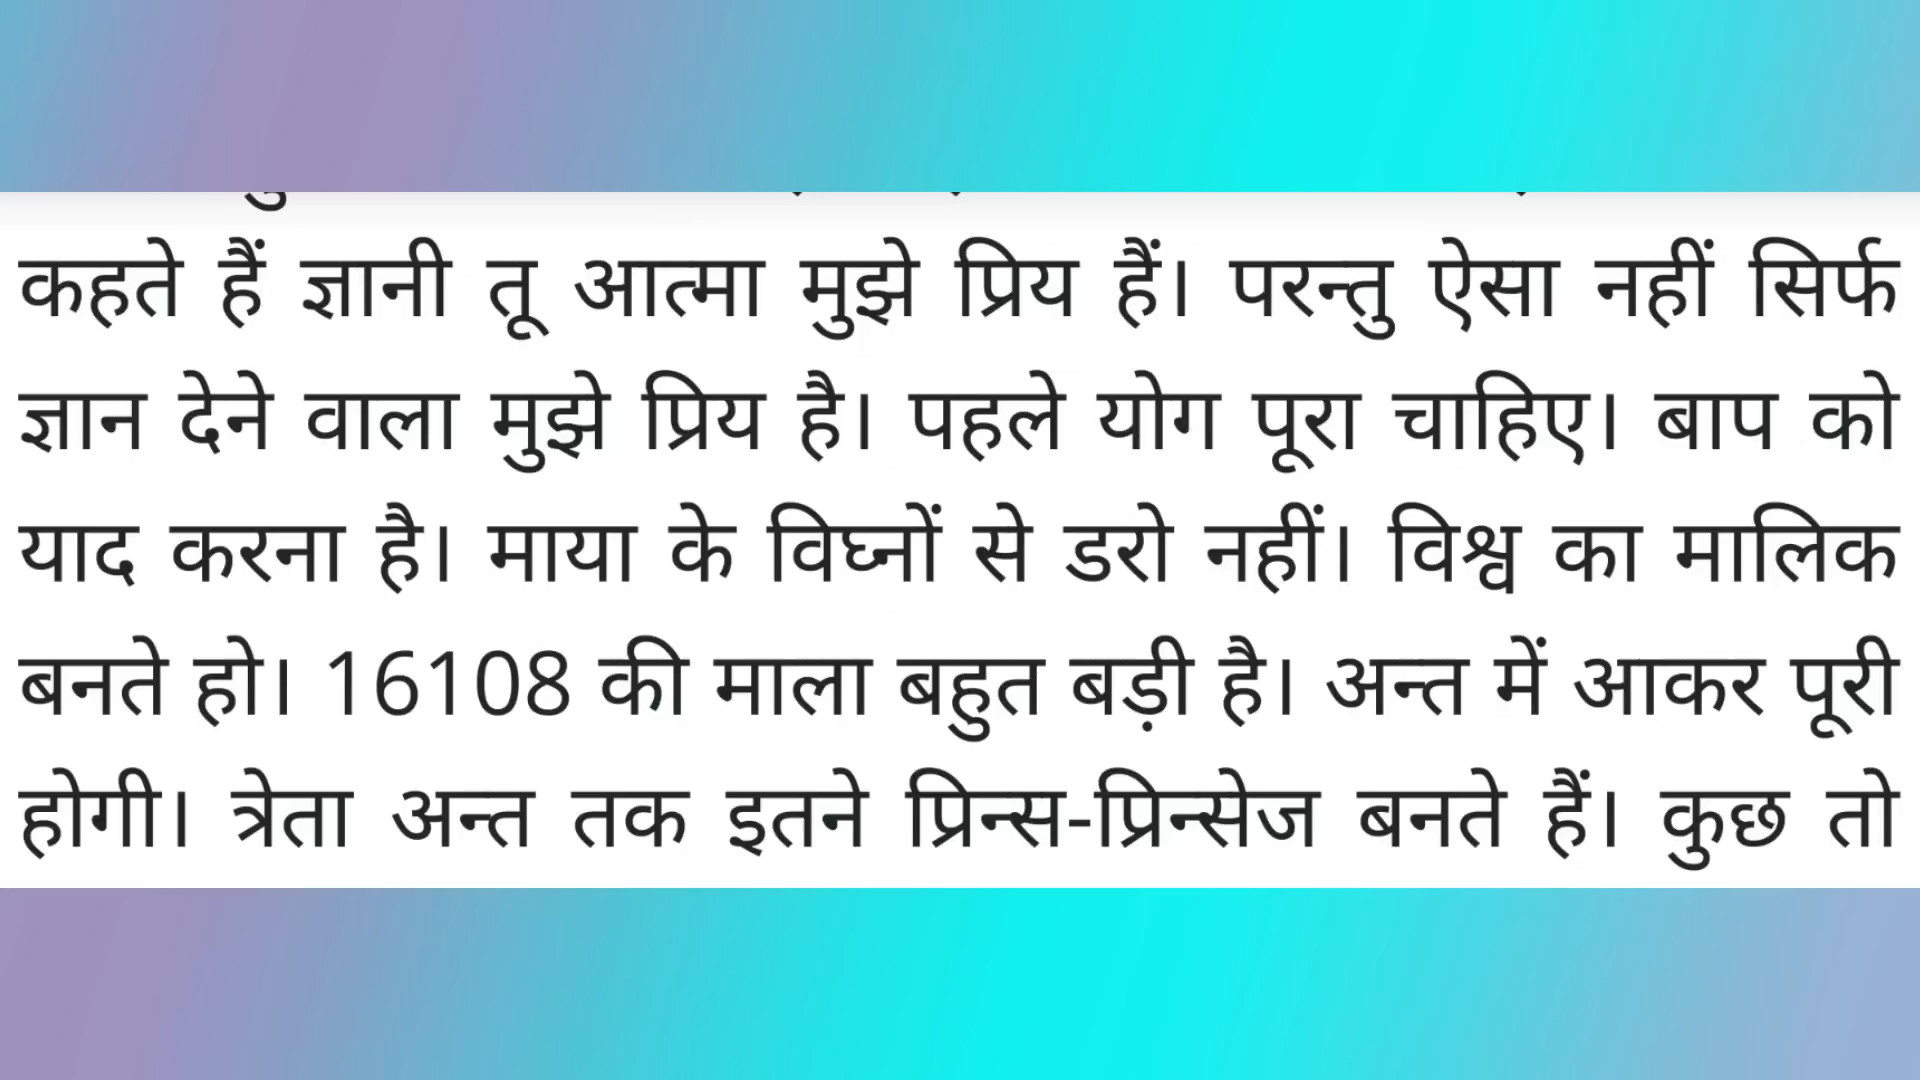 कहते हैं ज्ञानी तू आत्मा मुझे प्रिय हैं। परन्तु ऐसा नहीं सिर्फ
ज्ञान देने वाला मुझे प्रिय है। पहले योग पूरा चाहिए। बाप को
याद करना है। माया के विघ्नों से डरो नहीं। विश्व का मालिक
बनते हो। 16108 की माला बहुत बड़ी है। अन्त में आकर पूरी
होगी। त्रेता अन्त तक इतने प्रिन्स-प्रिन्सेज बनते हैं। कुछ तो